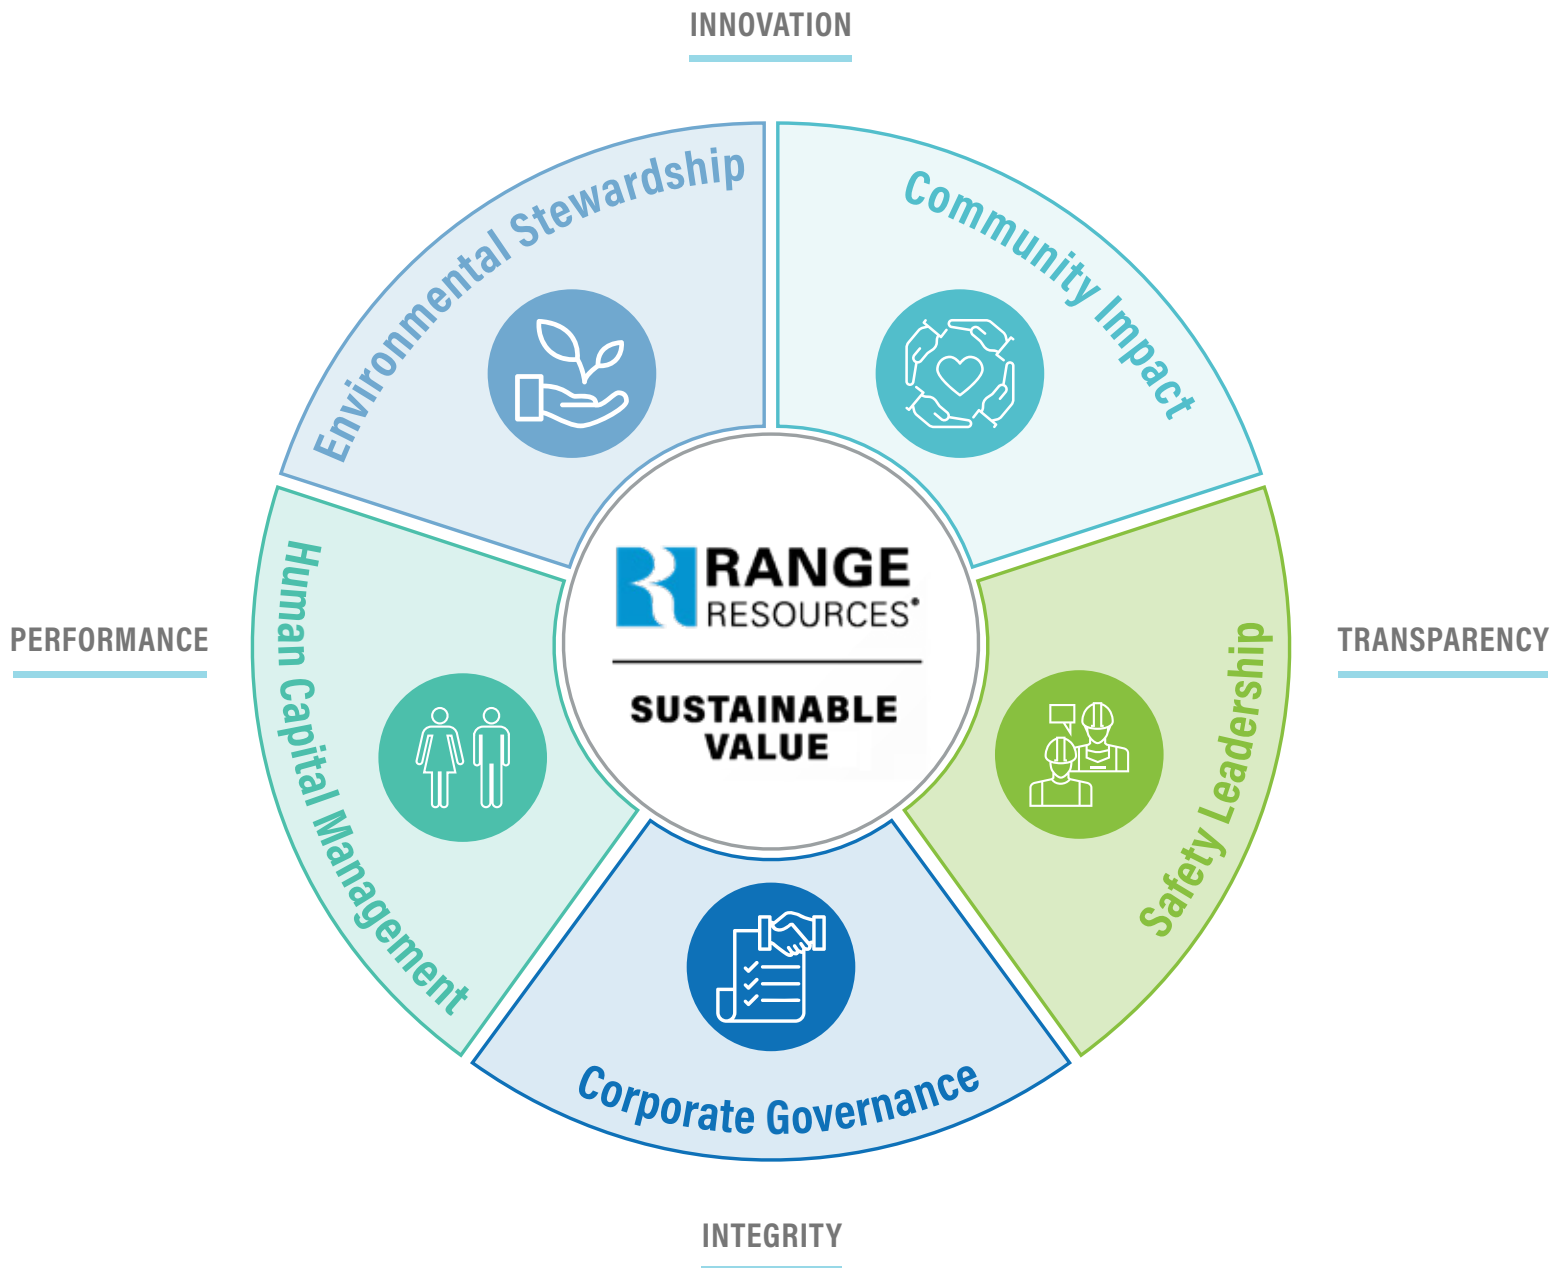 INNOVATION
Environmental Stewardship
Community Impact
RANGE
RESOURCES
SUSTAINABLE
VALUE
PERFORMANCE
TRANSPARENCY
Human Capital Management
Safety Leadership
Corporate Governance
INTEGRITY